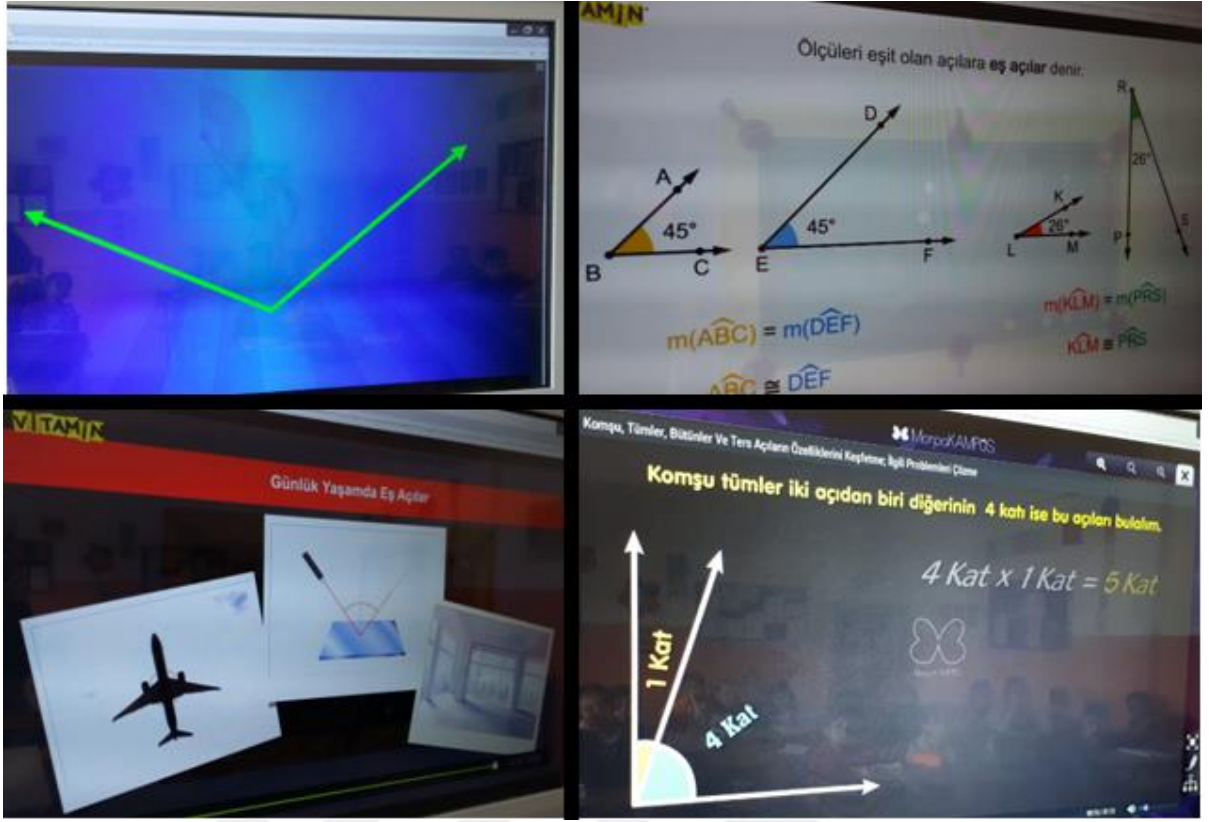 AMIN
Ölçüleri eşit olan açılara eş açılar denir.
A
45°
B
C
D
45°
E
F
K
26°
L
M
R
26°
P
S
m(ABC) = m(DEF)
ABC ≅ DEF
m(KLM) = m(PRS)
KLM ≅ PRS
VİTAMİN
Günlük Yaşamda Eş Açılar
Komşu, Tümler, Bütünler Ve Ters Açıların Özelliklerini Keşfetme; İlgili Problemleri Çözme
MorpaKAMPÜS
Komşu tümler iki açıdan biri diğerinin 4 katı ise bu açıları bulalım.
4 Kat x 1 Kat = 5 Kat
1 Kat
4 Kat